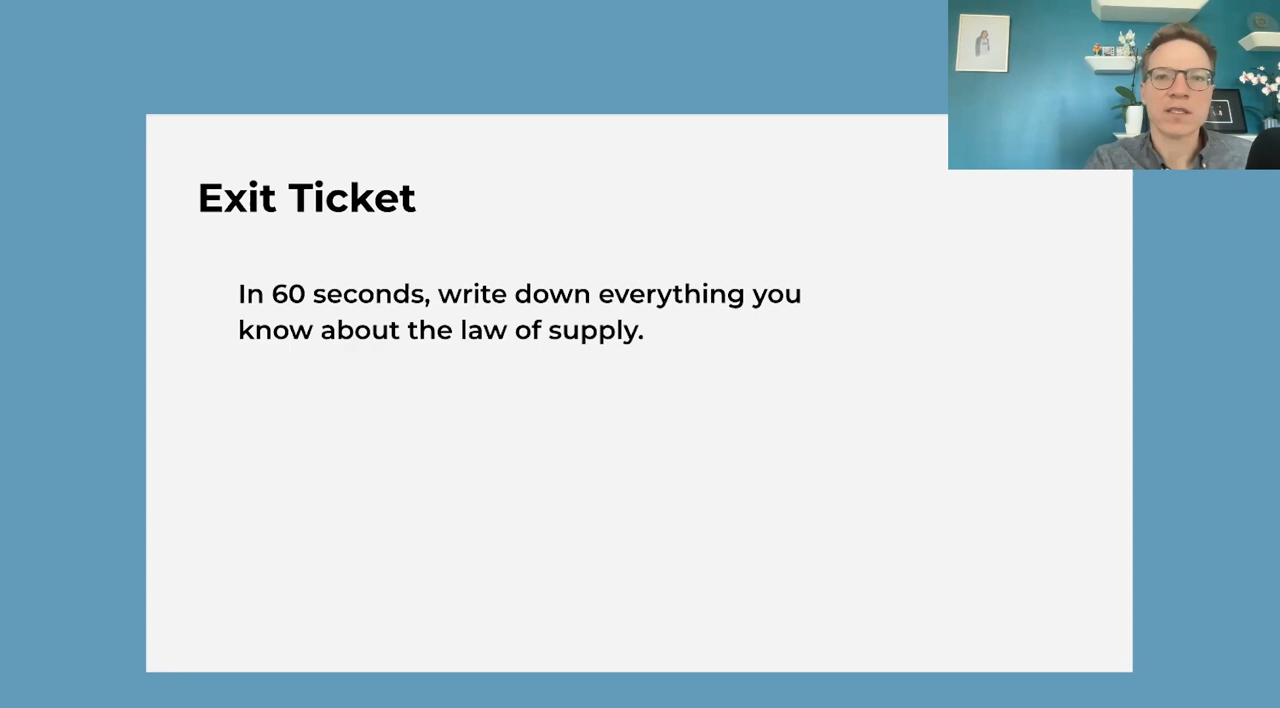 Exit Ticket
In 60 seconds, write down everything you
know about the law of supply.